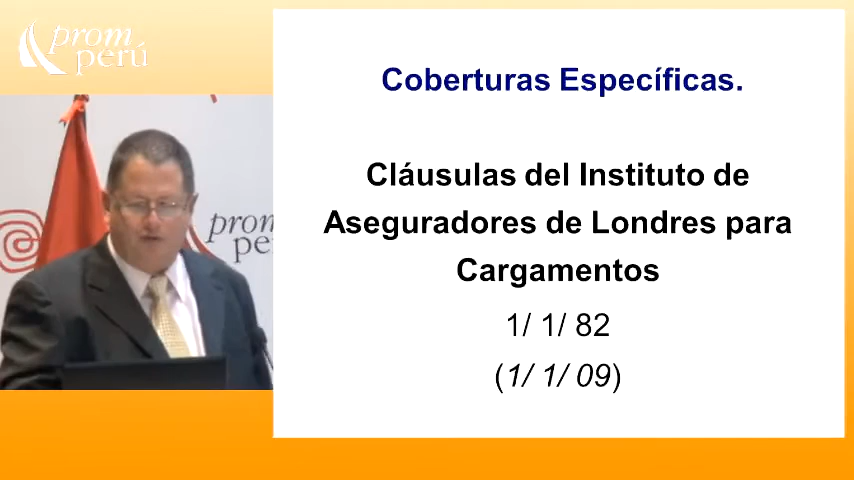 prom
perú
Coberturas Específicas.
Cláusulas del Instituto de
Aseguradores de Londres para
Cargamentos
1/ 1/ 82
(1/ 1/ 09)
prom
pe